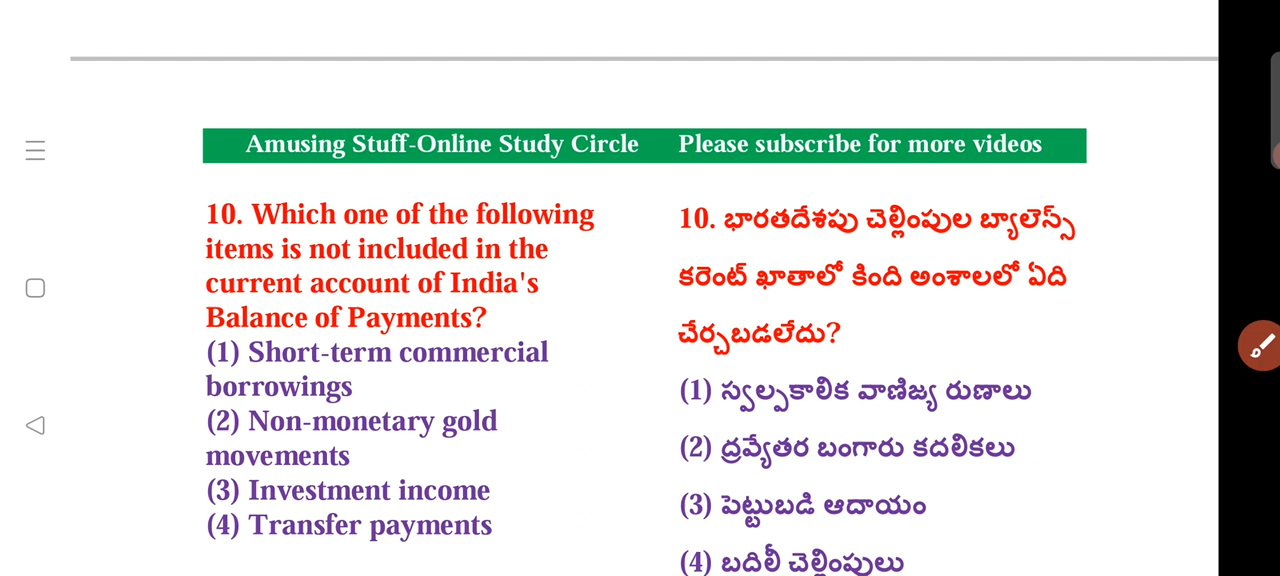 Amusing Stuff-Online Study Circle Please subscribe for more videos
10. Which one of the following
items is not included in the
current account of India's
Balance of Payments?
(1) Short-term commercial
borrowings
(2) Non-monetary gold
movements
(3) Investment income
(4) Transfer payments
10. భారతదేశపు చెల్లింపుల బ్యాలెన్స్
కరెంట్ ఖాతాలో కింది అంశాలలో ఏది
చేర్చబడలేదు?
(1) స్వల్పకాలిక వాణిజ్య రుణాలు
(2) ద్రవ్యేతర బంగారు కదలికలు
(3) పెట్టుబడి ఆదాయం
(4) బదిలీ చెల్లింపులు